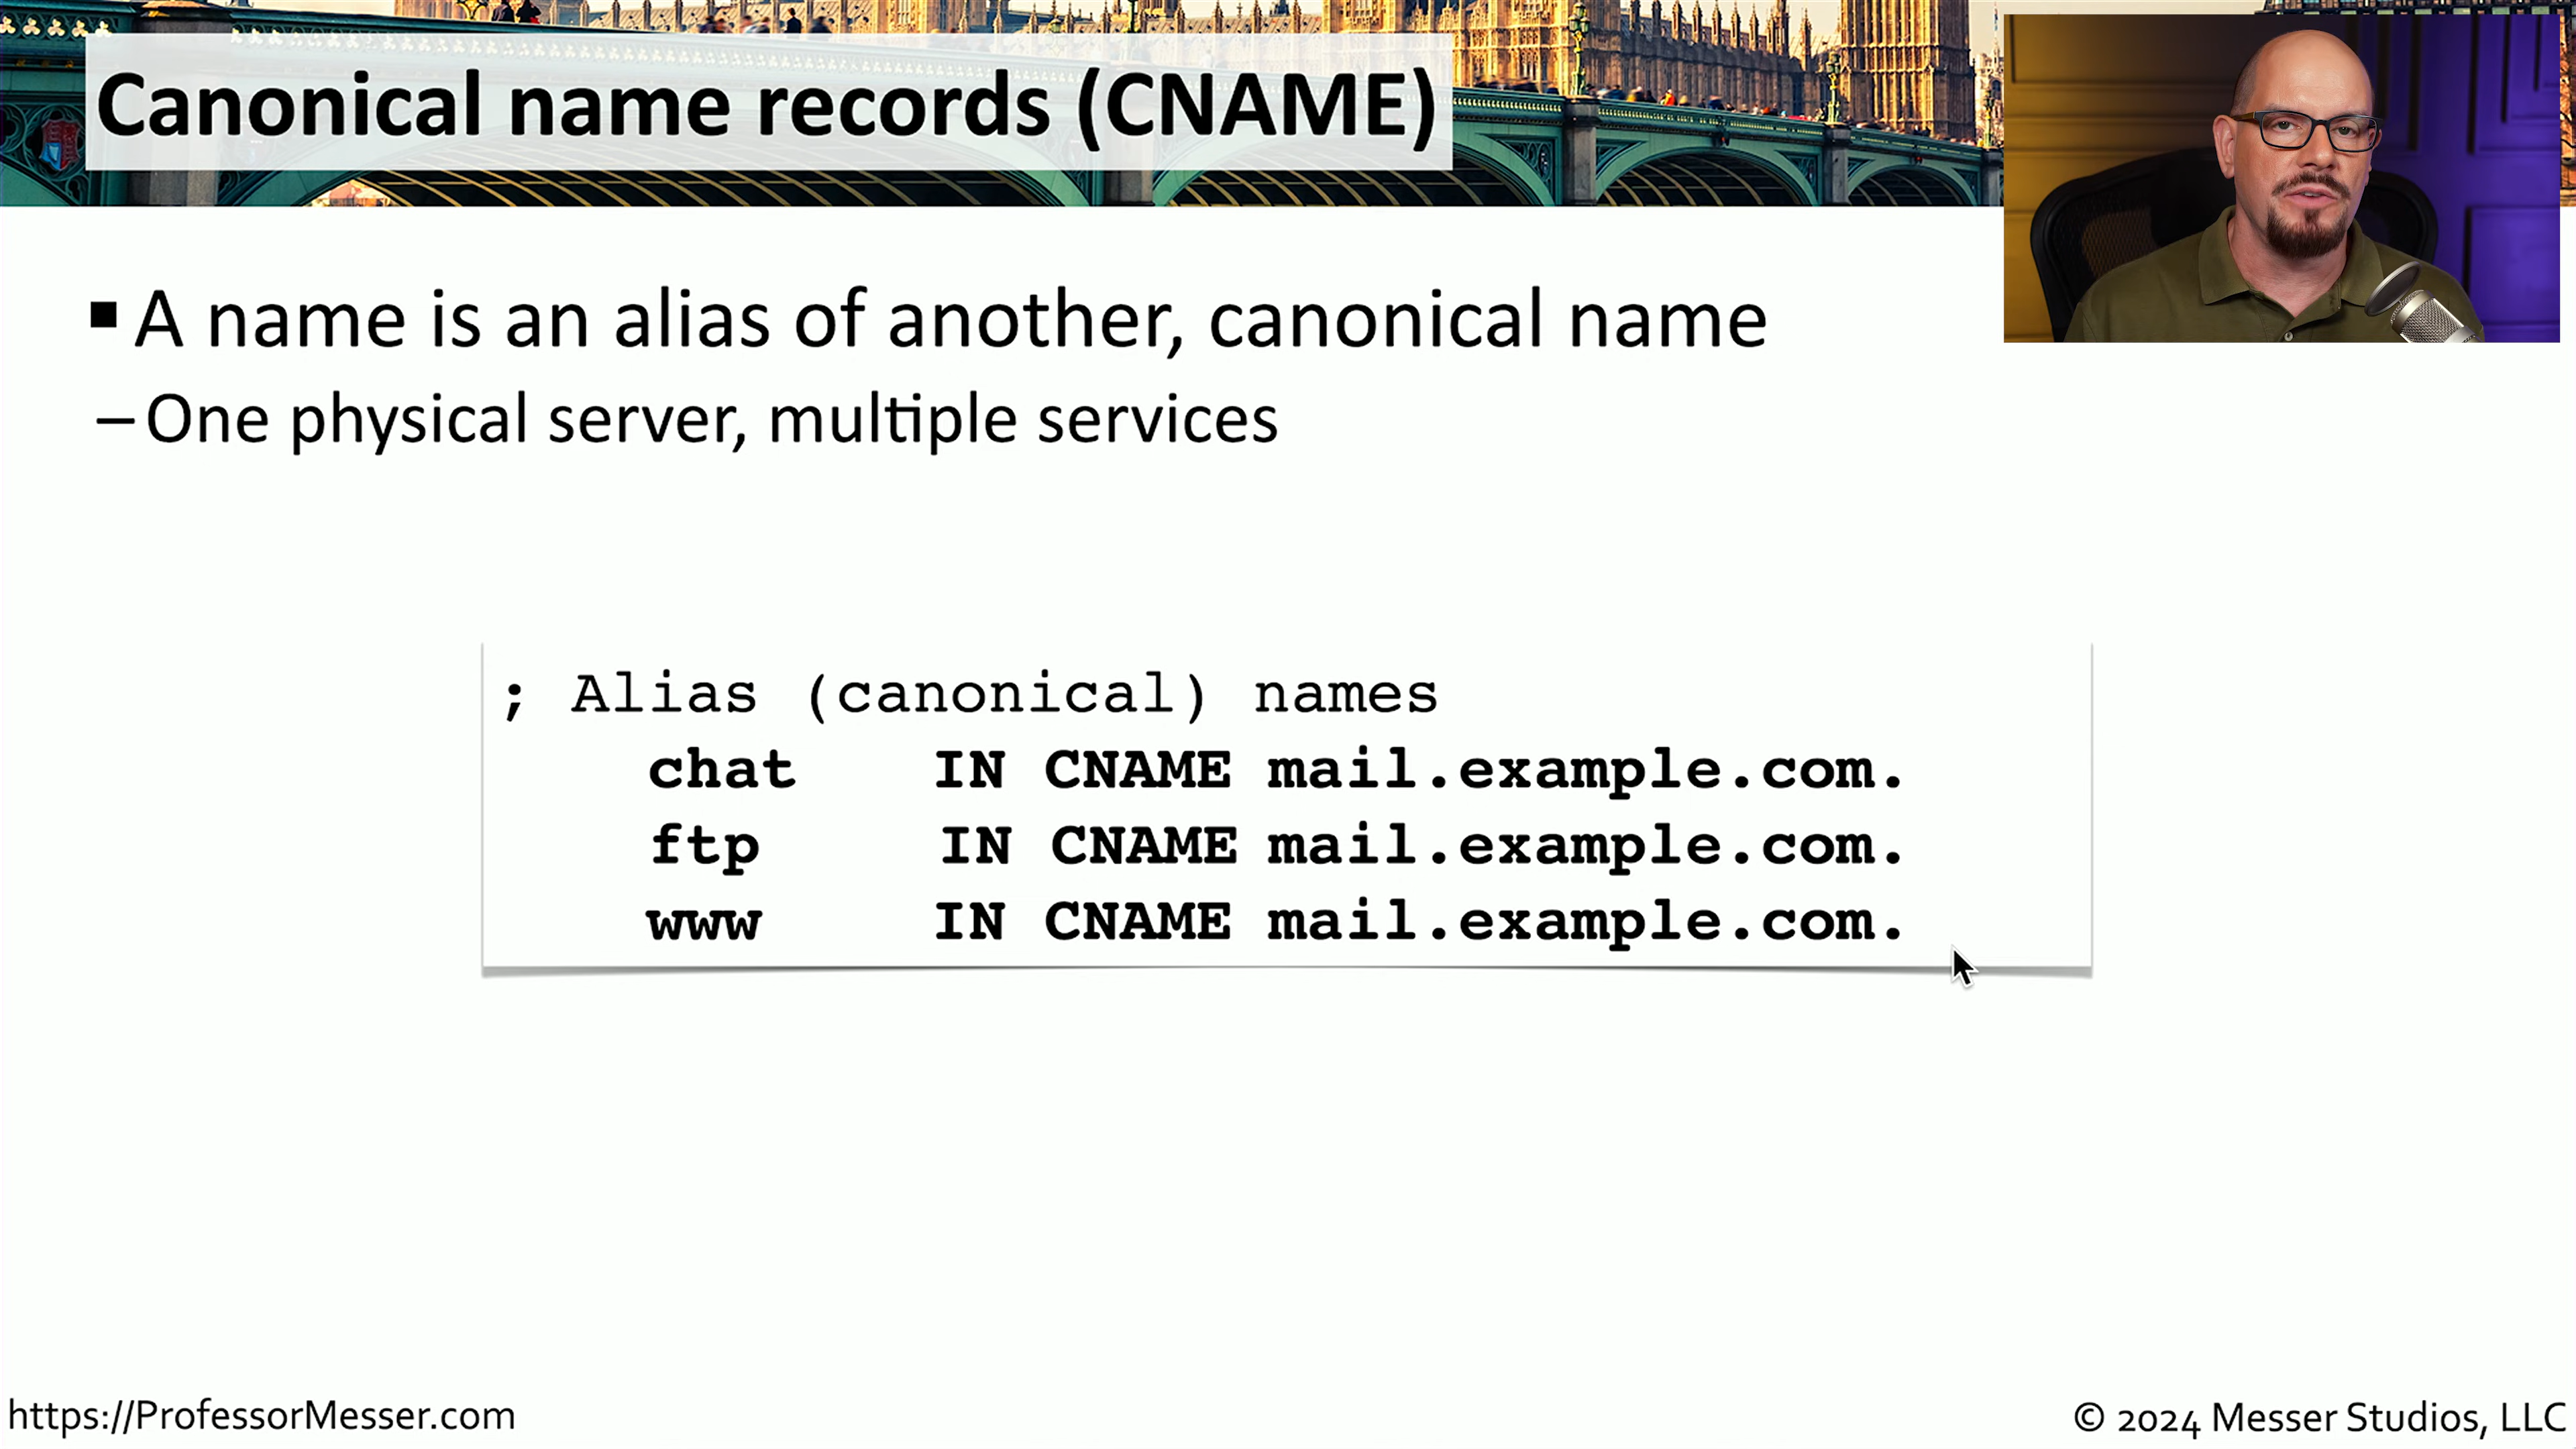 Canonical name records (CNAME)
▪ A name is an alias of another, canonical name
– One physical server, multiple services
; Alias (canonical) names
chat IN CNAME mail.example.com.
ftp IN CNAME mail.example.com.
www IN CNAME mail.example.com.
https://ProfessorMesser.com
© 2024 Messer Studios, LLC